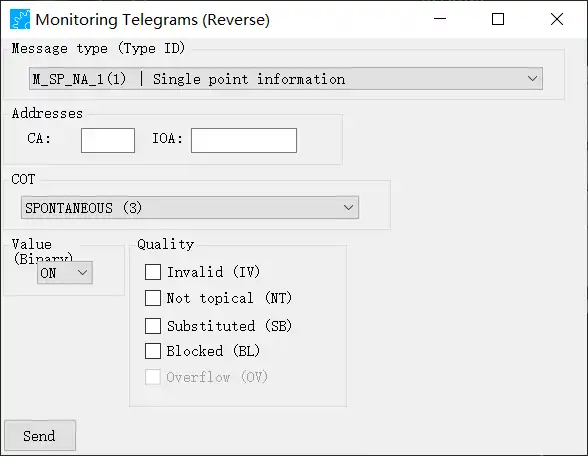 Monitoring Telegrams (Reverse)
Message type (Type ID)
M_SP_NA_1(1) | Single point information
Addresses
CA: IOA:
COT
SPONTANEOUS (3)
Value (Binary)
ON
Quality
Invalid (IV)
Not topical (NT)
Substituted (SB)
Blocked (BL)
Overflow (OV)
Send